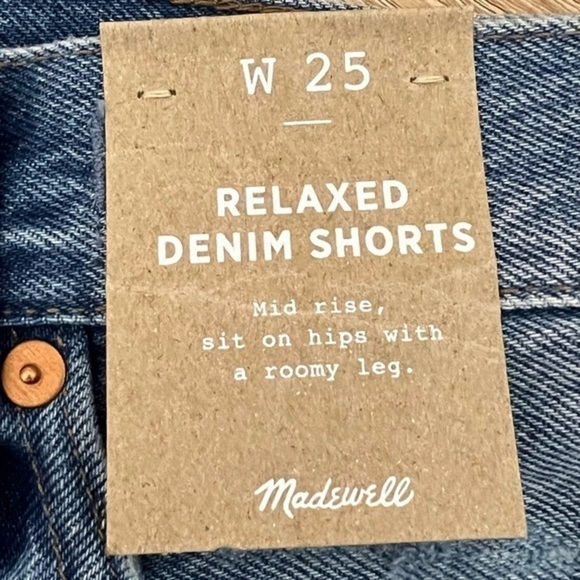 W 25
RELAXED
DENIM SHORTS
Mid rise,
sit on hips with
a roomy leg.
Madewell